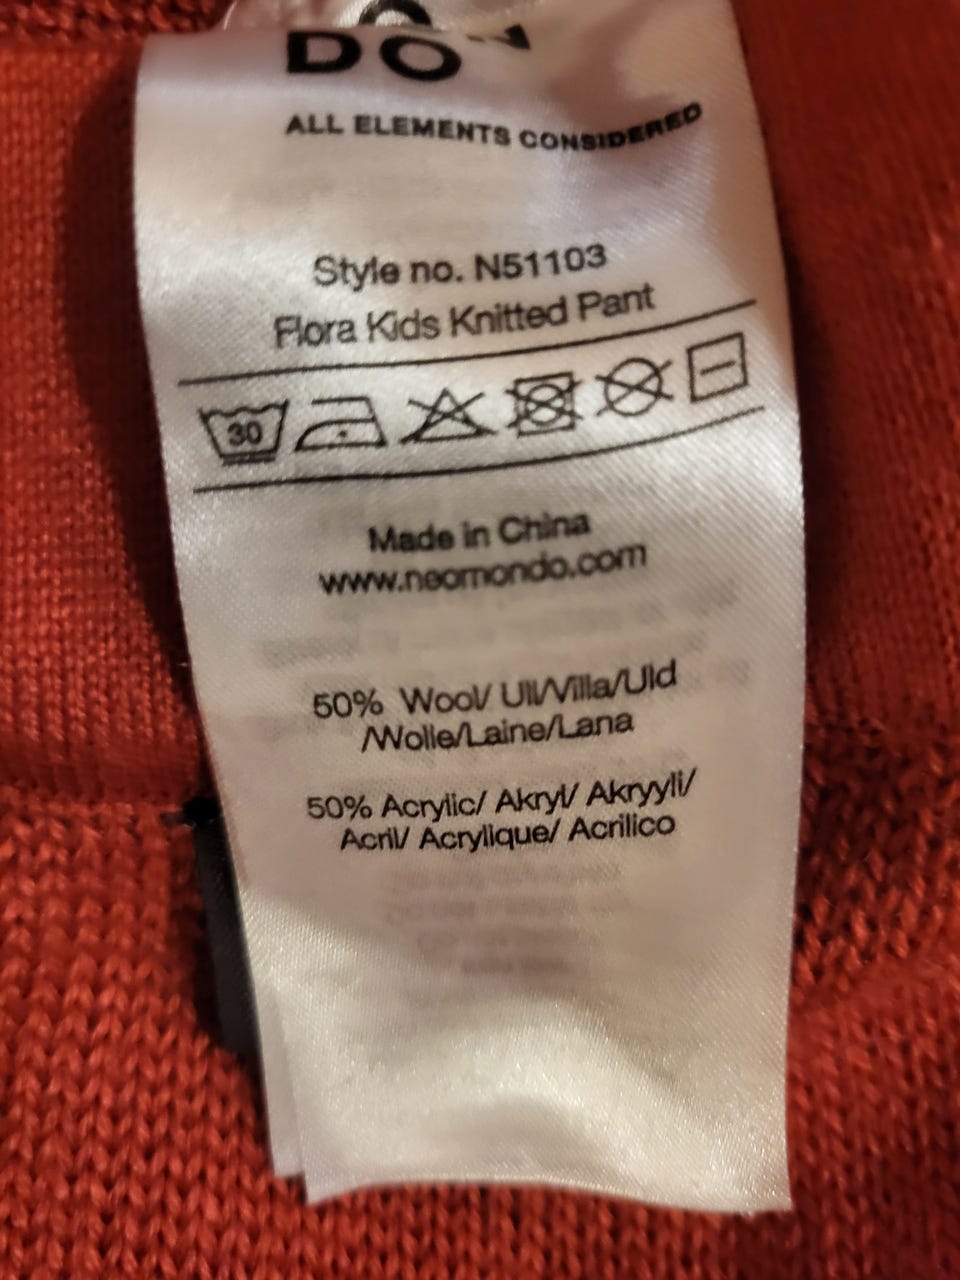 DO
ALL ELEMENTS CONSIDERED
Style no. N51103
Flora Kids Knitted Pant
30
Made in China
www.neomondo.com
50% Wool/ Ull/Villa/Uld
/Wolle/Laine/Lana
50% Acrylic/ Akryl/ Akryyli/
Acril/ Acrylique/ Acrilico